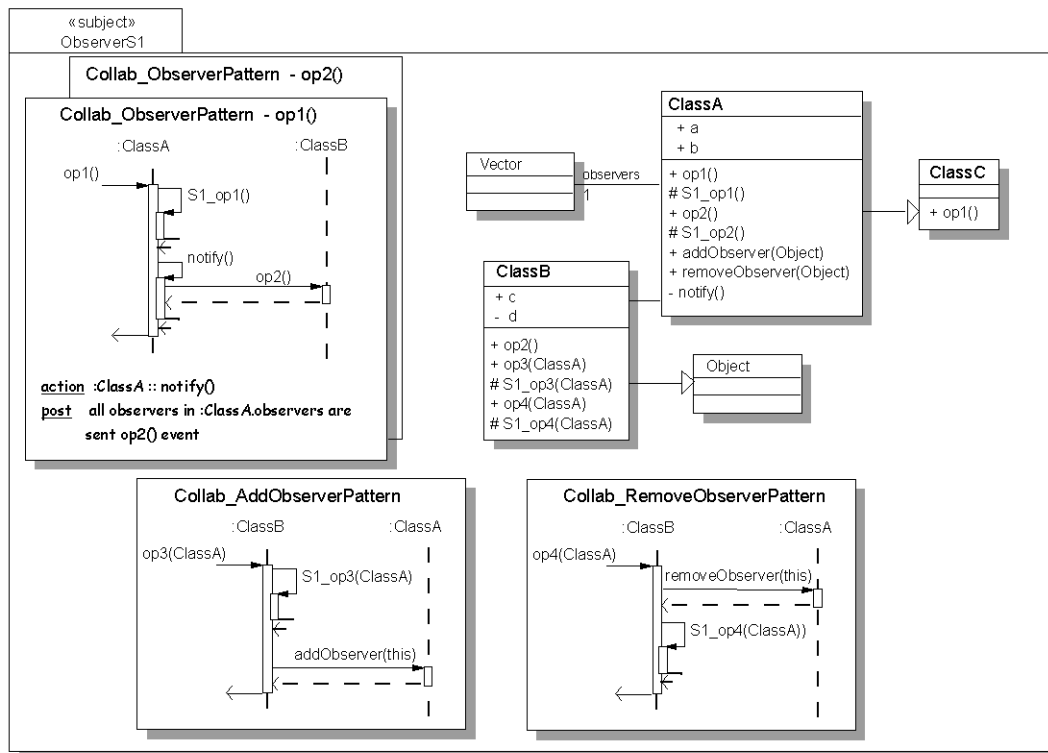 «subject»
ObserverS1
Collab_ObserverPattern - op2()
Collab_ObserverPattern - op1()
:ClassA
:ClassB
op1()
S1_op1()
notify()
op2()
action :ClassA :: notify()
post all observers in :ClassA.observers are
sent op2() event
Vector
observers
1
ClassA
+ a
+ b
+ op1()
# S1_op1()
+ op2()
# S1_op2()
+ addObserver(Object)
+ removeObserver(Object)
- notify()
ClassC
+ op1()
ClassB
+ c
- d
+ op2()
+ op3(ClassA)
# S1_op3(ClassA)
+ op4(ClassA)
# S1_op4(ClassA)
Object
Collab_AddObserverPattern
:ClassB
:ClassA
op3(ClassA)
S1_op3(ClassA)
addObserver(this)
Collab_RemoveObserverPattern
:ClassB
:ClassA
op4(ClassA)
removeObserver(this)
S1_op4(ClassA))